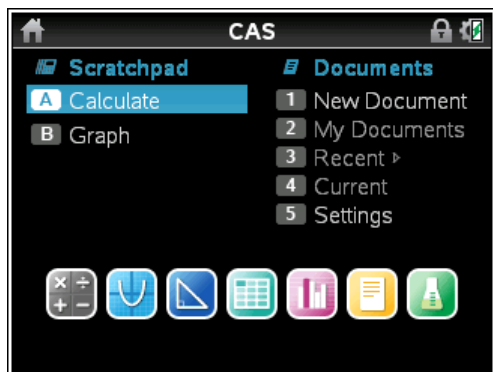 CAS
Scratchpad
A Calculate
B Graph
Documents
1 New Document
2 My Documents
3 Recent ▹
4 Current
5 Settings